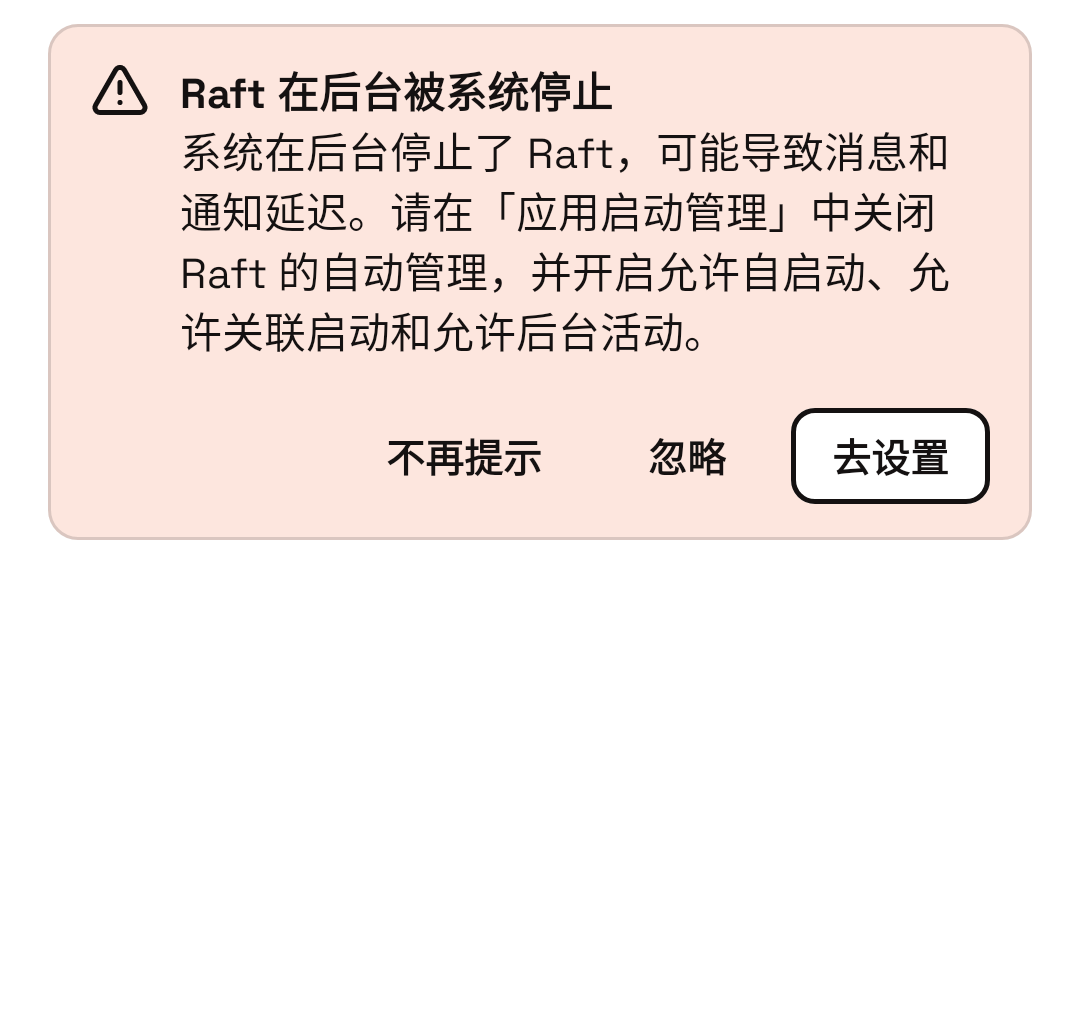 Raft 在后台被系统停止
系统在后台停止了 Raft，可能导致消息和
通知延迟。请在「应用启动管理」中关闭
Raft 的自动管理，并开启允许自启动、允
许关联启动和允许后台活动。
不再提示 忽略 去设置